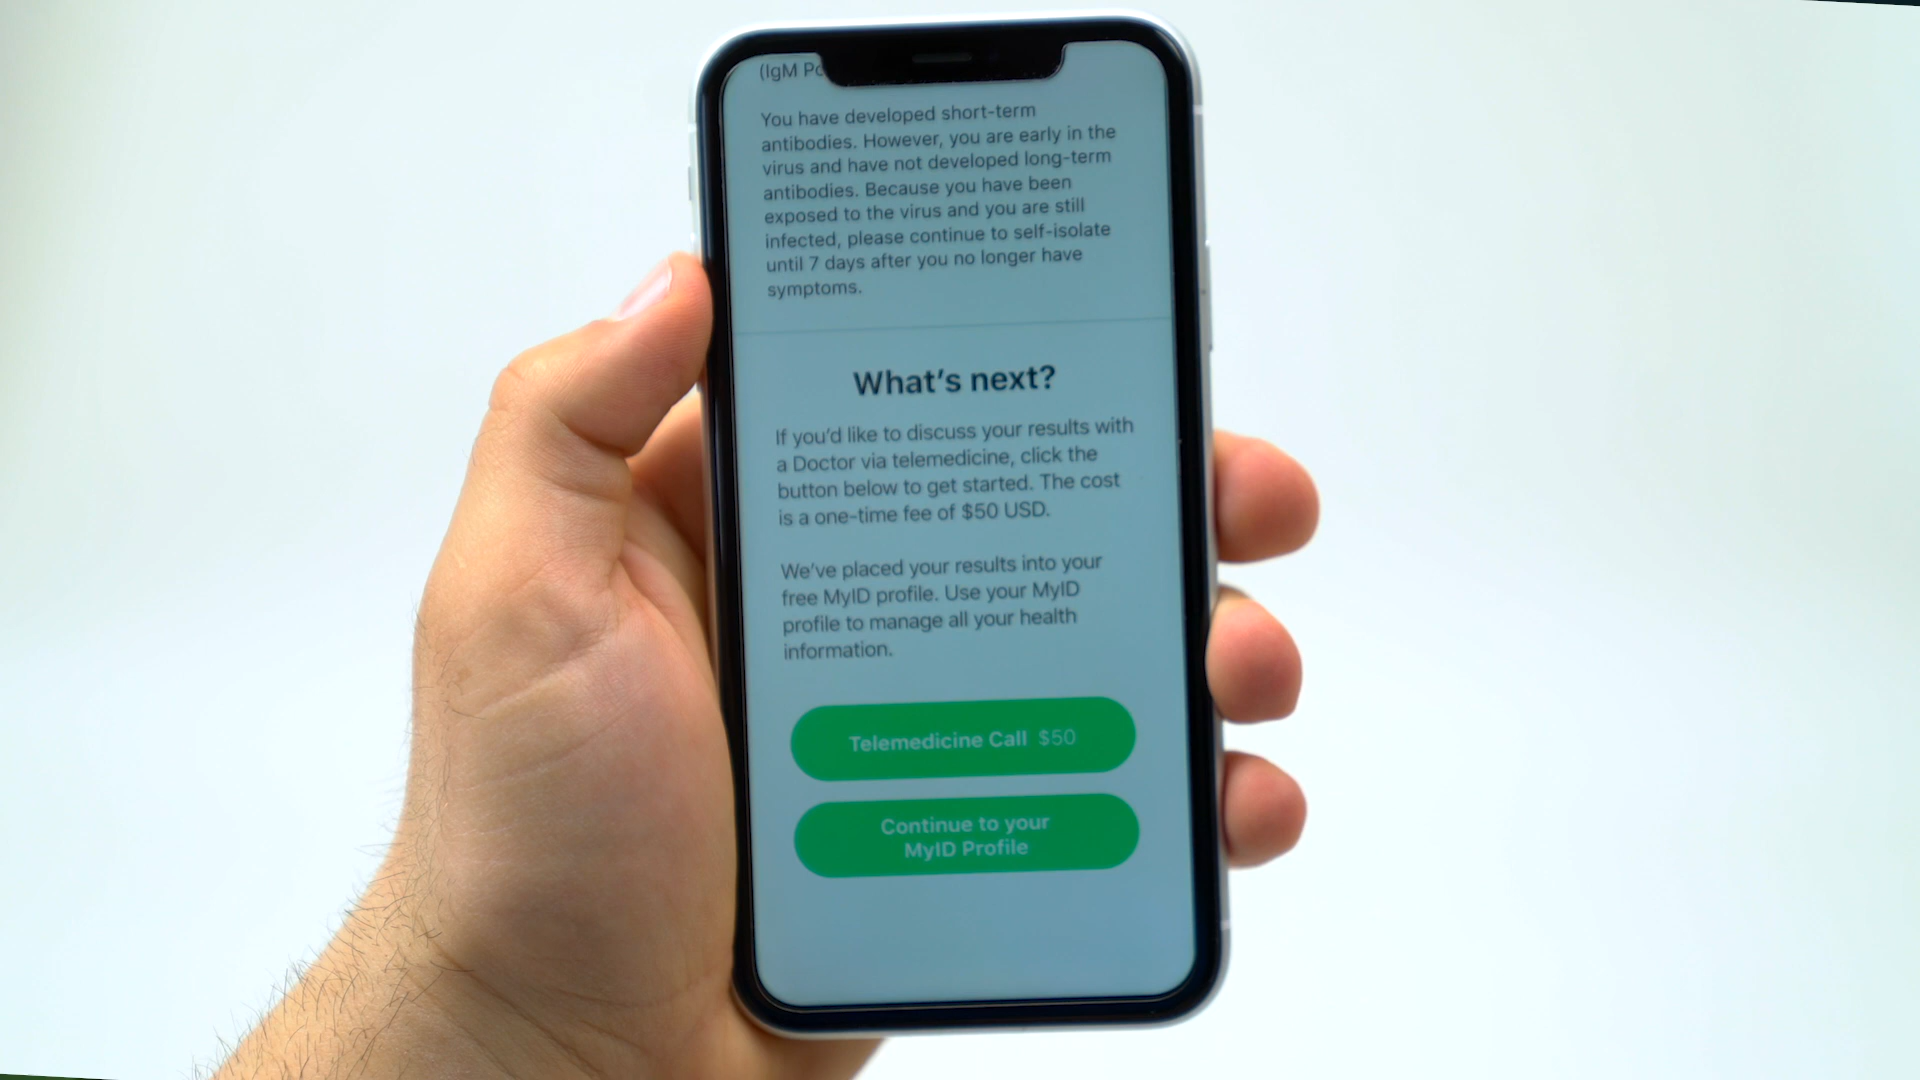 (IgM
You have developed short-term
antibodies. However, you are early in the
virus and have not developed long-term
antibodies. Because you have been
exposed to the virus and you are still
infected, please continue to self-isolate
until 7 days after you no longer have
symptoms.
What's next?
If you'd like to discuss your results with
a Doctor via telemedicine, click the
button below to get started. The cost
is a one-time fee of $50 USD.
We've placed your results into your
free MyID profile. Use your MyID
profile to manage all your health
information.
Telemedicine Call $50
Continue to your
MyID Profile